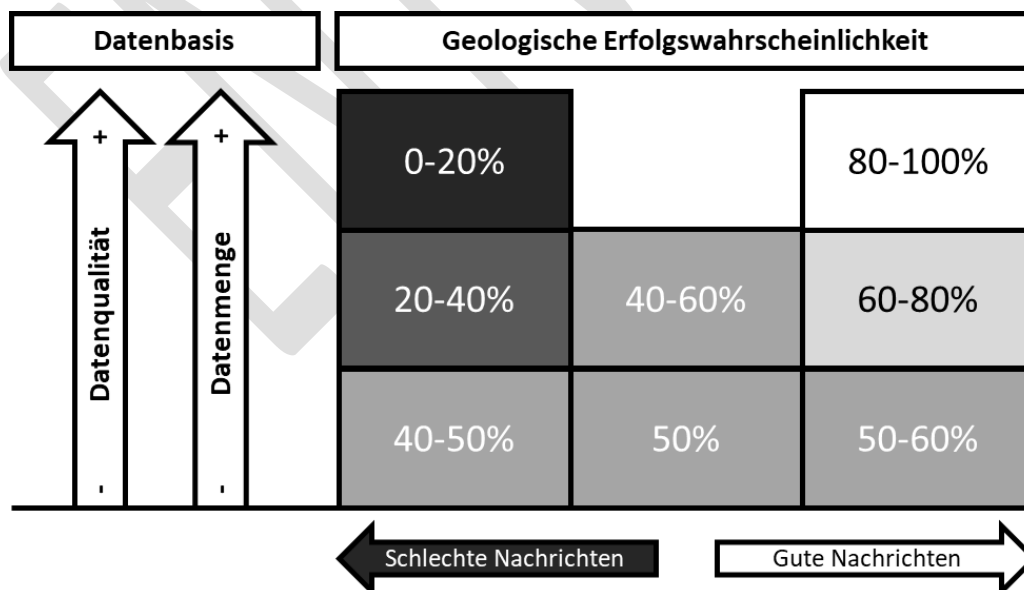 Datenbasis
Geologische Erfolgswahrscheinlichkeit
+
+
Datenqualität
Datenmenge
-
-
0-20%
80-100%
20-40%
40-60%
60-80%
40-50%
50%
50-60%
Schlechte Nachrichten
Gute Nachrichten